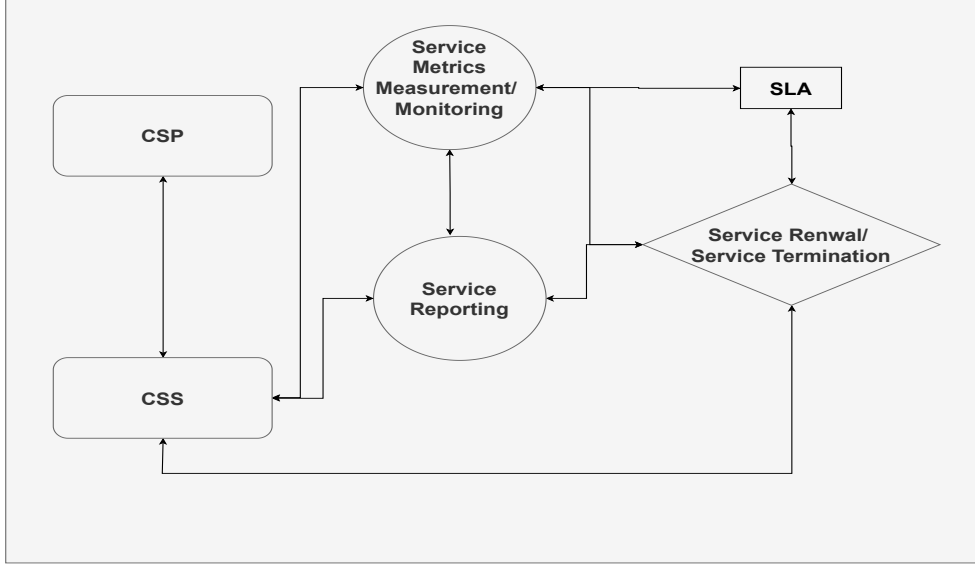 Service
Metrics
Measurement/
Monitoring
SLA
CSP
Service Renwal/
Service Termination
Service
Reporting
CSS